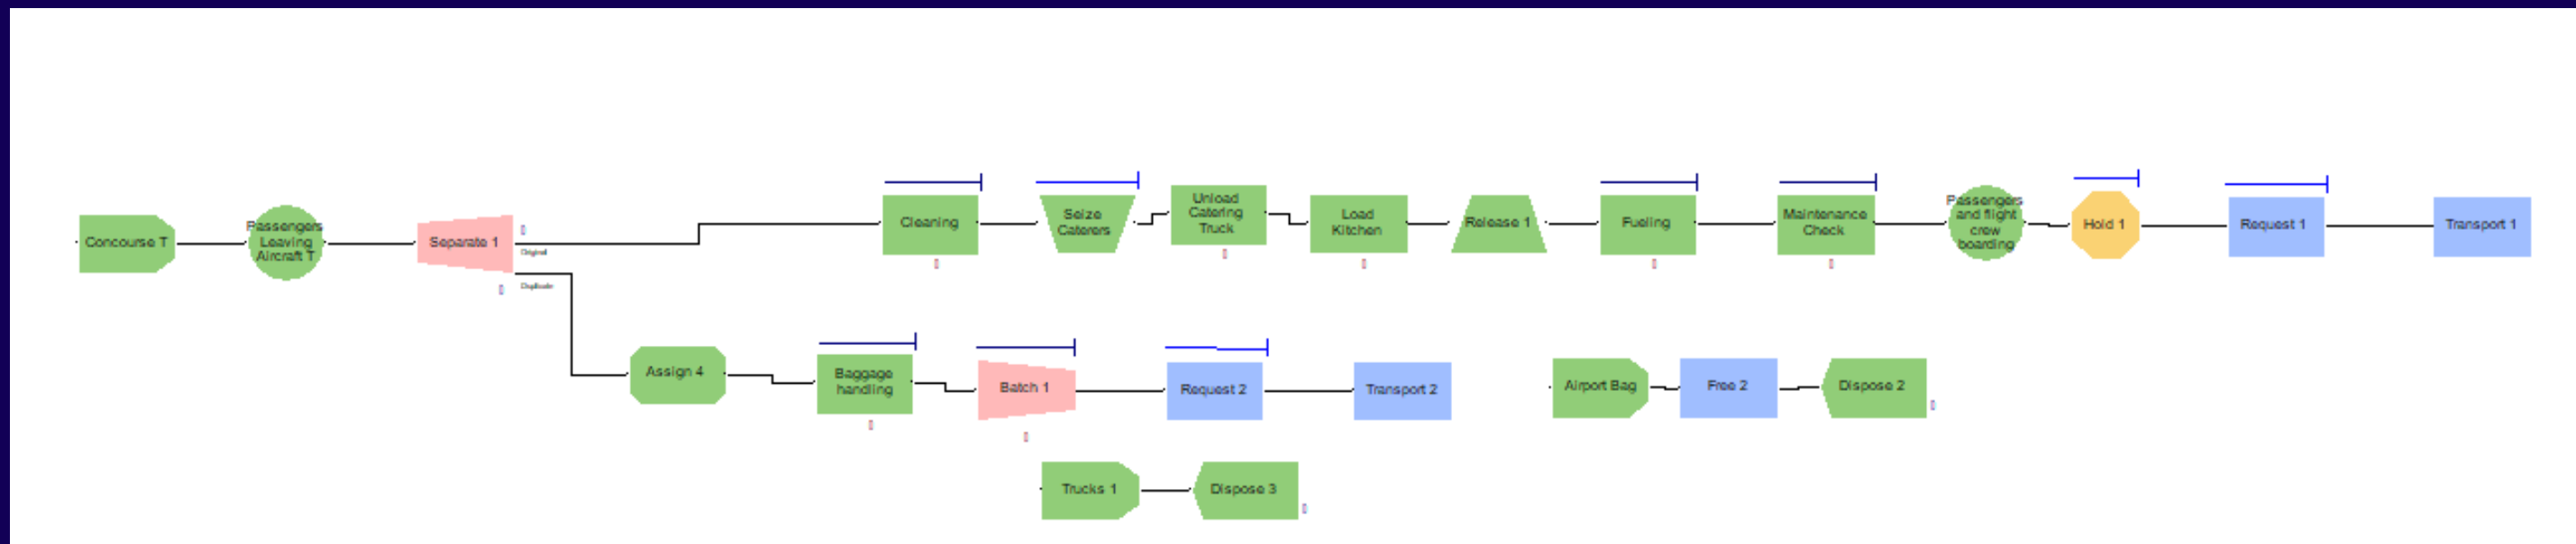 Concourse T
Passengers
Leaving
Aircraft T
Separate 1
Original
Duplicate
Cleaning
Seize
Caterers
Unload
Catering
Truck
Load
Kitchen
Release 1
Fueling
Maintenance
Check
Passengers
and flight
crew
boarding
Hold 1
Request 1
Transport 1
Assign 4
Baggage
handling
Batch 1
Request 2
Transport 2
Airport Bag
Free 2
Dispose 2
Trucks 1
Dispose 3